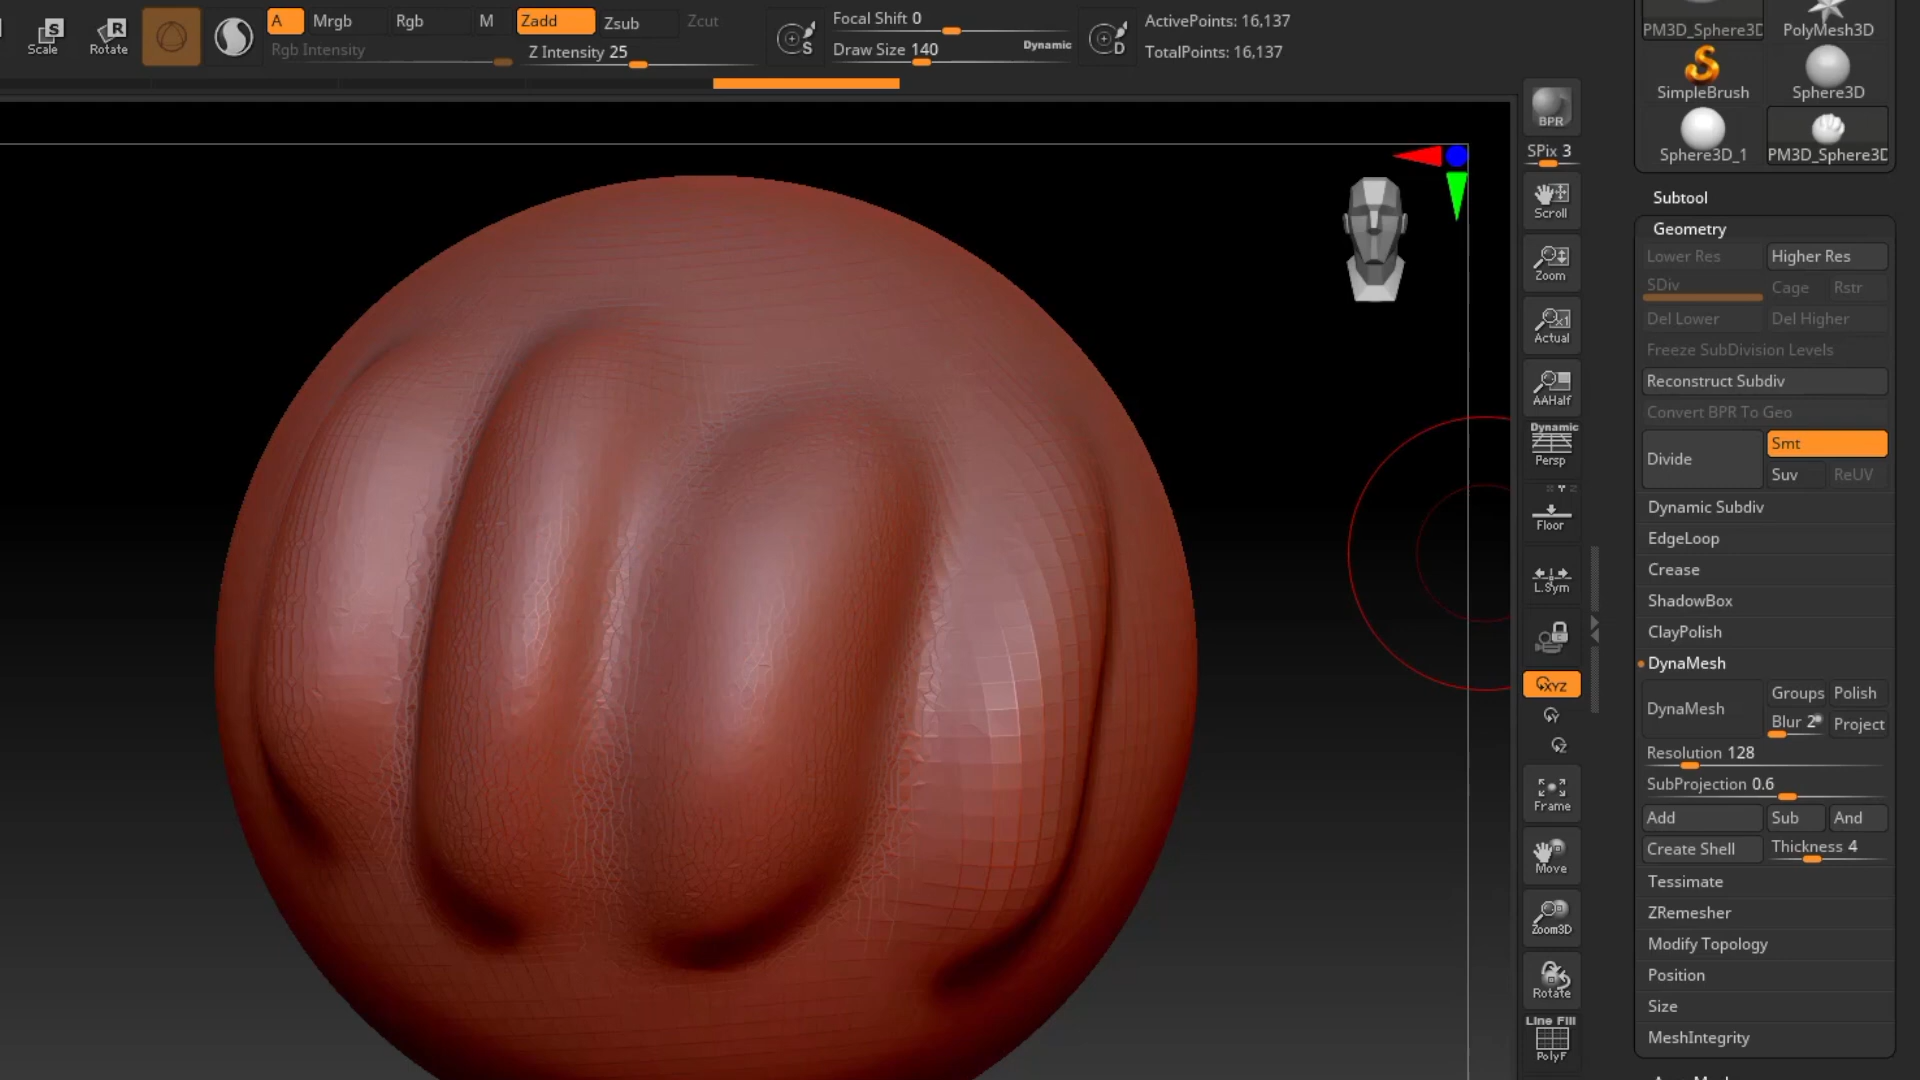 Scale
Rotate
A Mrgb Rgb M Zadd Zsub Zcut
Rgb Intensity Z Intensity 25
S
Focal Shift 0
Draw Size 140 Dynamic
D
ActivePoints: 16,137
TotalPoints: 16,137
PM3D_Sphere3D PolyMesh3D
SimpleBrush Sphere3D
Sphere3D_1 PM3D_Sphere3D
BPR
SPix 3
Scroll
Zoom
Actual
AAHalf
Dynamic
Persp
Floor
L.Sym
XYZ
Frame
Move
Zoom3D
Rotate
Line Fill
PolyF
Subtool
Geometry
Lower Res Higher Res
SDiv Cage Rstr
Del Lower Del Higher
Freeze SubDivision Levels
Reconstruct Subdiv
Convert BPR To Geo
Divide Smt
Suv ReUV
Dynamic Subdiv
EdgeLoop
Crease
ShadowBox
ClayPolish
DynaMesh
DynaMesh Groups Polish
Blur 2 Project
Resolution 128
SubProjection 0.6
Add Sub And
Create Shell Thickness 4
Tessimate
ZRemesher
Modify Topology
Position
Size
MeshIntegrity